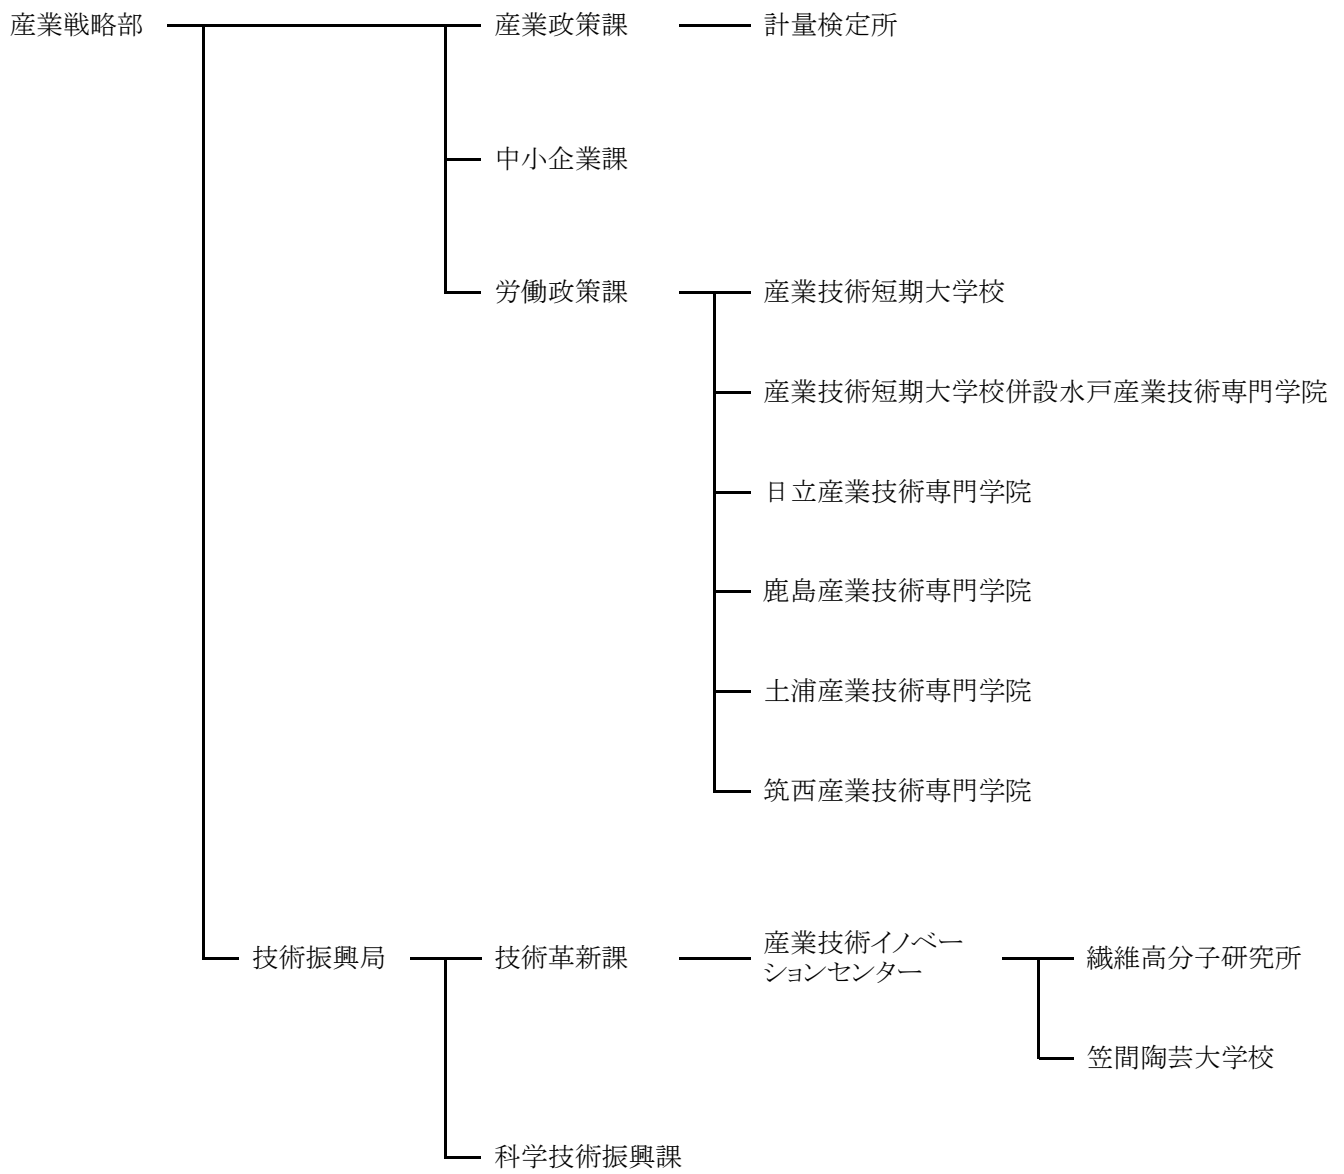 産業戦略部
産業政策課
計量検定所
中小企業課
労働政策課
産業技術短期大学校
産業技術短期大学校併設水戸産業技術専門学院
日立産業技術専門学院
鹿島産業技術専門学院
土浦産業技術専門学院
筑西産業技術専門学院
技術振興局
技術革新課
産業技術イノベー
ションセンター
繊維高分子研究所
笠間陶芸大学校
科学技術振興課